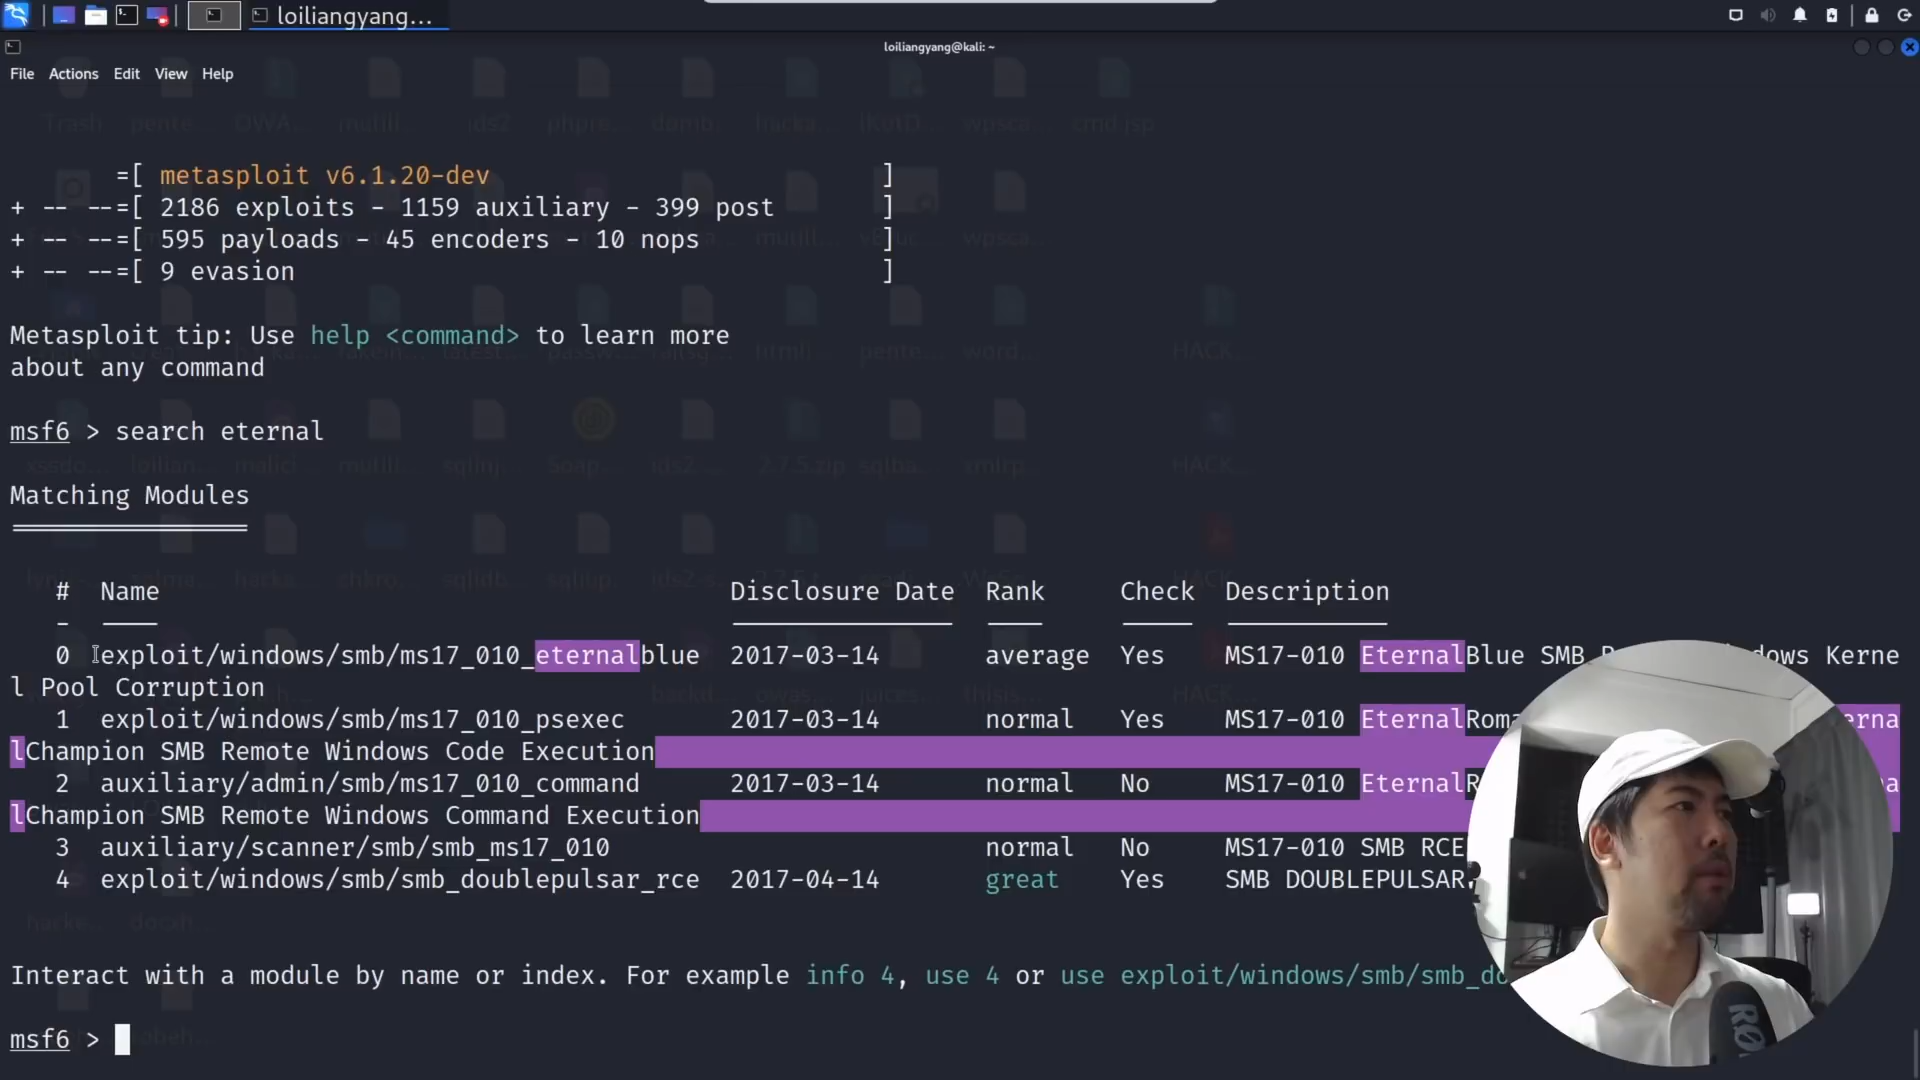 loiliangyang...
loiliangyang@kali: ~
File Actions Edit View Help
=[ metasploit v6.1.20-dev ]
+ -- --=[ 2186 exploits - 1159 auxiliary - 399 post ]
+ -- --=[ 595 payloads - 45 encoders - 10 nops ]
+ -- --=[ 9 evasion ]
Metasploit tip: Use help <command> to learn more
about any command
msf6 > search eternal
Matching Modules
================
# Name Disclosure Date Rank Check Description
- ---- --------------- ---- ----- -----------
0 exploit/windows/smb/ms17_010_eternalblue 2017-03-14 average Yes MS17-010 EternalBlue SMB Kerne
l Pool Corruption
1 exploit/windows/smb/ms17_010_psexec 2017-03-14 normal Yes MS17-010
lChampion SMB Remote Windows Code Execution
2 auxiliary/admin/smb/ms17_010_command 2017-03-14 normal No MS17-010
lChampion SMB Remote Windows Command Execution
3 auxiliary/scanner/smb/smb_ms17_010 normal No MS17-010 SMB RCE
4 exploit/windows/smb/smb_doublepulsar_rce 2017-04-14 great Yes SMB DOUBLEPULSAR
Interact with a module by name or index. For example info 4, use 4 or use exploit/windows/smb/smb_do
msf6 >